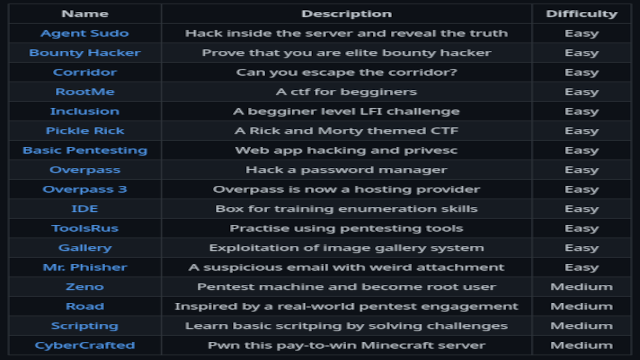 Name Description Difficulty
Agent Sudo Hack inside the server and reveal the truth Easy
Bounty Hacker Prove that you are elite bounty hacker Easy
Corridor Can you escape the corridor? Easy
RootMe A ctf for begginers Easy
Inclusion A begginer level LFI challenge Easy
Pickle Rick A Rick and Morty themed CTF Easy
Basic Pentesting Web app hacking and privesc Easy
Overpass Hack a password manager Easy
Overpass 3 Overpass is now a hosting provider Easy
IDE Box for training enumeration skills Easy
ToolsRus Practise using pentesting tools Easy
Gallery Exploitation of image gallery system Easy
Mr. Phisher A suspicious email with weird attachment Easy
Zeno Pentest machine and become root user Medium
Road Inspired by a real-world pentest engagement Medium
Scripting Learn basic scritping by solving challenges Medium
CyberCrafted Pwn this pay-to-win Minecraft server Medium